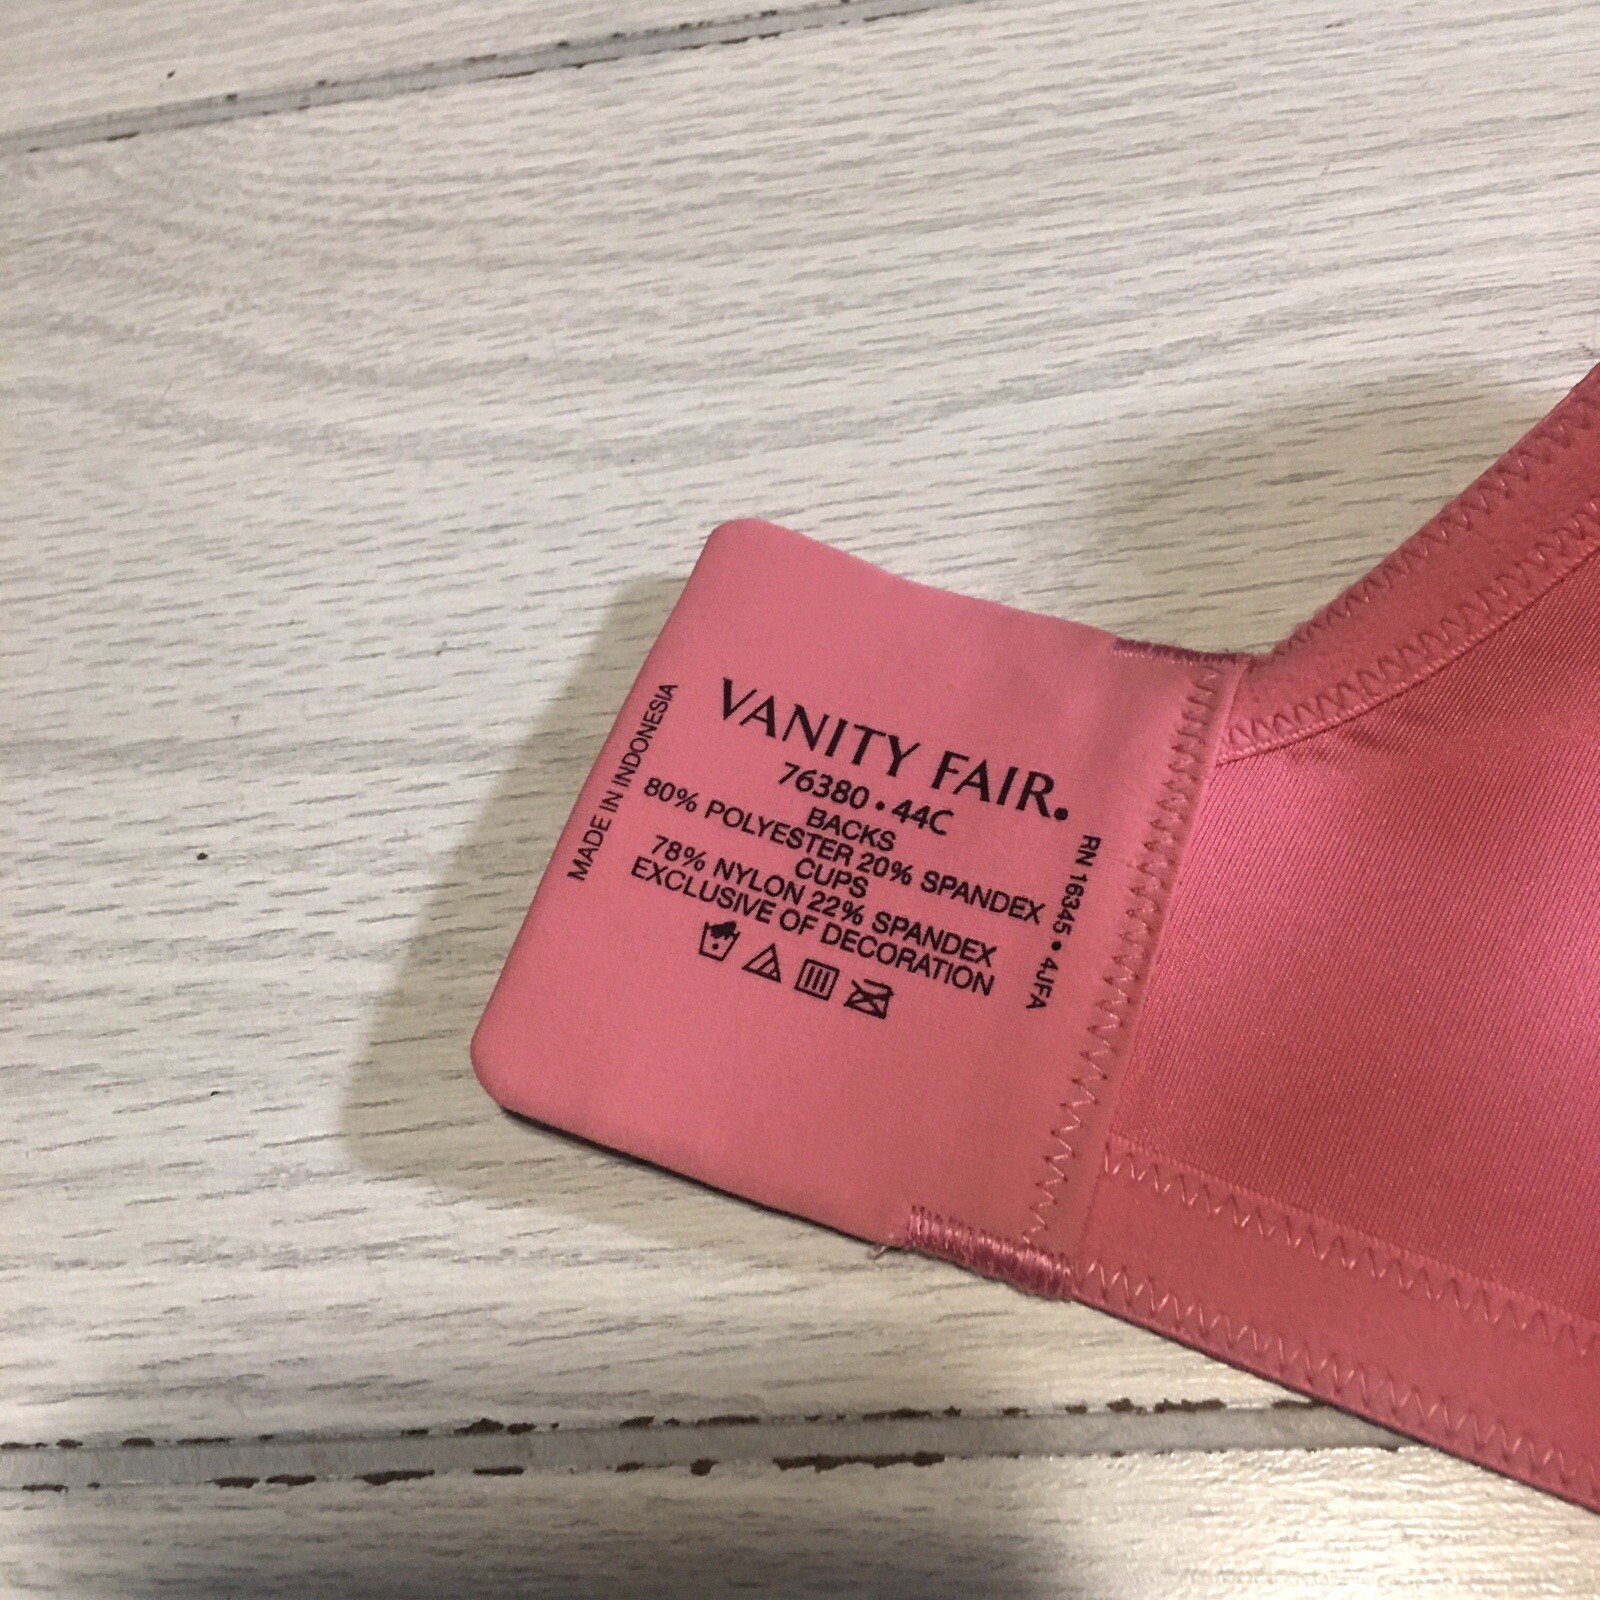 VANITY FAIR.
76380 • 44C
BACKS
80% POLYESTER 20% SPANDEX
CUPS
78% NYLON 22% SPANDEX
EXCLUSIVE OF DECORATION
MADE IN INDONESIA
RN 16345 • 4JFA